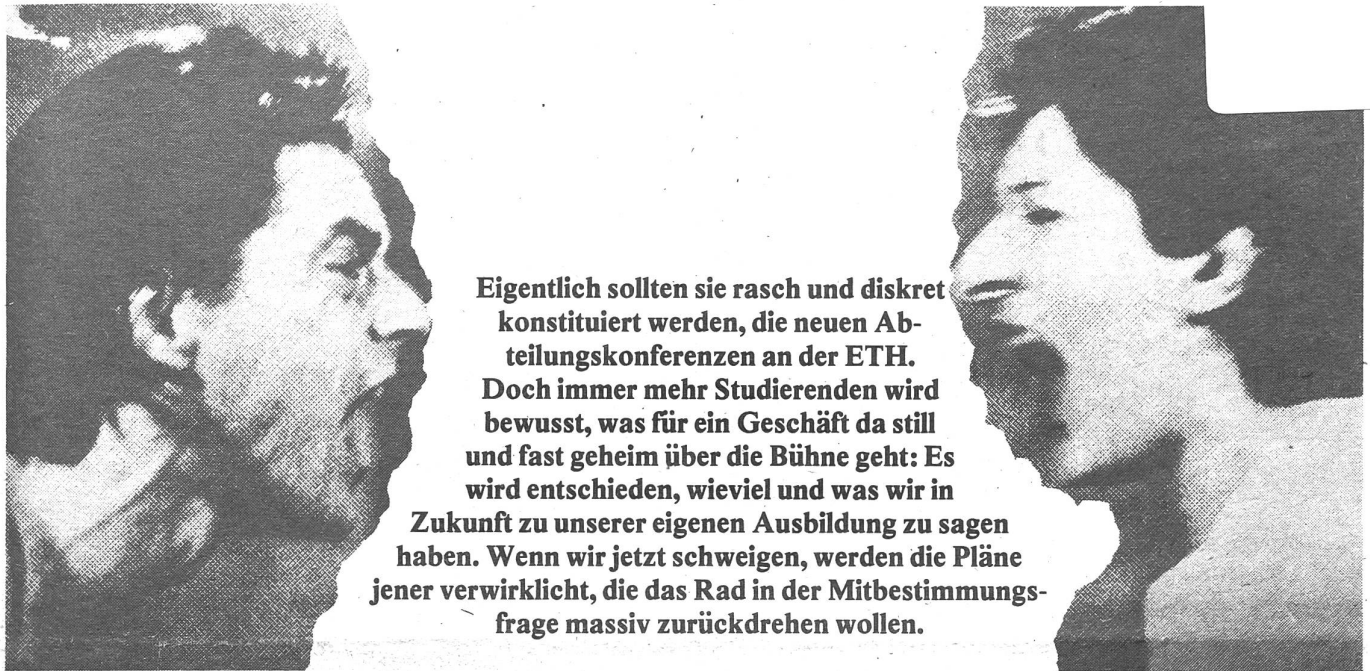 Eigentlich sollten sie rasch und diskret
konstituiert werden, die neuen Ab-
teilungskonferenzen an der ETH.
Doch immer mehr Studierenden wird
bewusst, was für ein Geschäft da still
und fast geheim über die Bühne geht: Es
wird entschieden, wieviel und was wir in
Zukunft zu unserer eigenen Ausbildung zu sagen
haben. Wenn wir jetzt schweigen, werden die Pläne
jener verwirklicht, die das Rad in der Mitbestimmungs-
frage massiv zurückdrehen wollen.